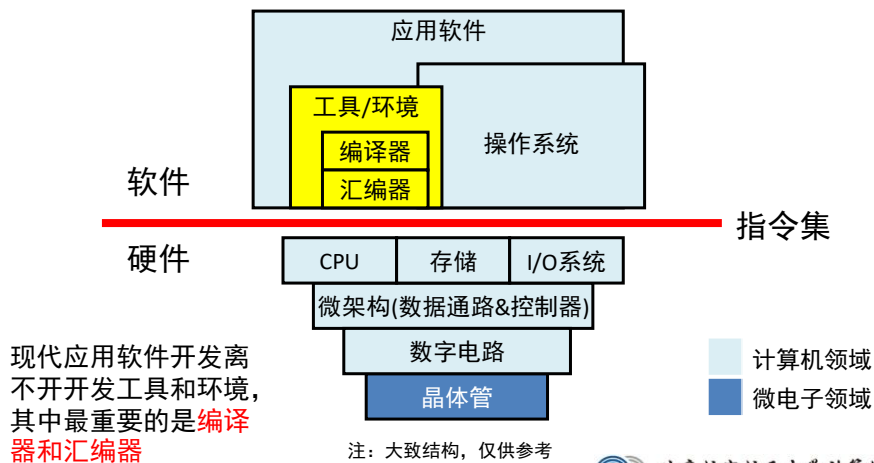 应用软件
工具/环境
操作系统
编译器
汇编器
软件
指令集
硬件
CPU
存储
I/O系统
微架构(数据通路&控制器)
数字电路
晶体管
现代应用软件开发离
不开开发工具和环境，
其中最重要的是编译
器和汇编器
计算机领域
微电子领域
注：大致结构，仅供参考